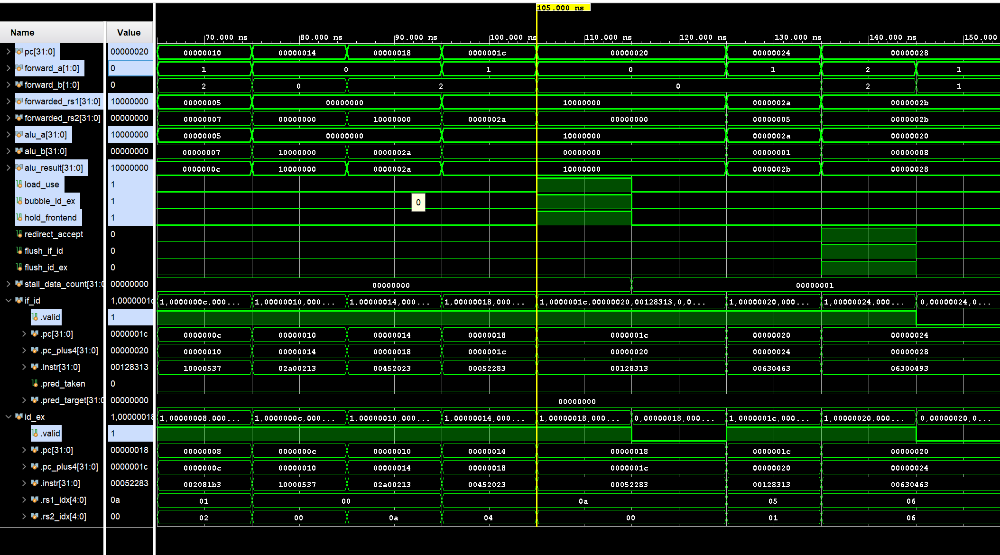 105.000 ns
Name Value
70.000 ns 80.000 ns 90.000 ns 100.000 ns 110.000 ns 120.000 ns 130.000 ns 140.000 ns 150.000
pc[31:0] 00000020 00000010 00000014 00000018 0000001c 00000020 00000024 00000028
forward_a[1:0] 0 1 0 1 0 1 2 1
forward_b[1:0] 0 2 0 2 0 2 1
forwarded_rs1[31:0] 10000000 00000005 00000000 10000000 0000002a 0000002b
forwarded_rs2[31:0] 00000000 00000007 00000000 10000000 0000002a 00000000 00000005 0000002b
alu_a[31:0] 10000000 00000005 00000000 10000000 0000002a 00000020
alu_b[31:0] 00000000 00000007 10000000 0000002a 00000000 00000001 00000008
alu_result[31:0] 10000000 0000000c 10000000 0000002a 10000000 0000002b 00000028
load_use 1
bubble_id_ex 1 0
hold_frontend 1
redirect_accept 0
flush_if_id 0
flush_id_ex 0
stall_data_count[31:0 00000000 00000000 00000001
if_id 1,0000001c 1,0000000c,000... 1,00000010,000... 1,00000014,000... 1,00000018,000... 1,0000001c,00000020,00128313,0,0... 1,00000020,000... 1,00000024,000... 0,00000024,0...
.valid 1
.pc[31:0] 0000001c 0000000c 00000010 00000014 00000018 0000001c 00000020 00000024
.pc_plus4[31:0] 00000020 00000010 00000014 00000018 0000001c 00000020 00000024 00000028
.instr[31:0] 00128313 10000537 02a00213 00452023 00052283 00128313 00630463 06300493
.pred_taken 0
.pred_target[31:0 00000000 00000000
id_ex 1,00000018 1,00000008,000... 1,0000000c,000... 1,00000010,000... 1,00000014,000... 1,00000018,000... 0,00000018,000... 1,0000001c,000... 1,00000020,000... 0,00000020,0...
.valid 1
.pc[31:0] 00000018 00000008 0000000c 00000010 00000014 00000018 0000001c 00000020
.pc_plus4[31:0] 0000001c 0000000c 00000010 00000014 00000018 0000001c 00000020 00000024
.instr[31:0] 00052283 002081b3 10000537 02a00213 00452023 00052283 00128313 00630463
.rs1_idx[4:0] 0a 01 00 0a 05 06
.rs2_idx[4:0] 00 02 00 0a 04 00 01 06